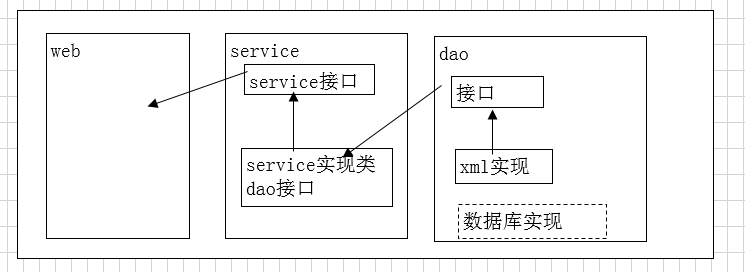 web
service
service接口
service实现类
dao接口
dao
接口
xml实现
数据库实现